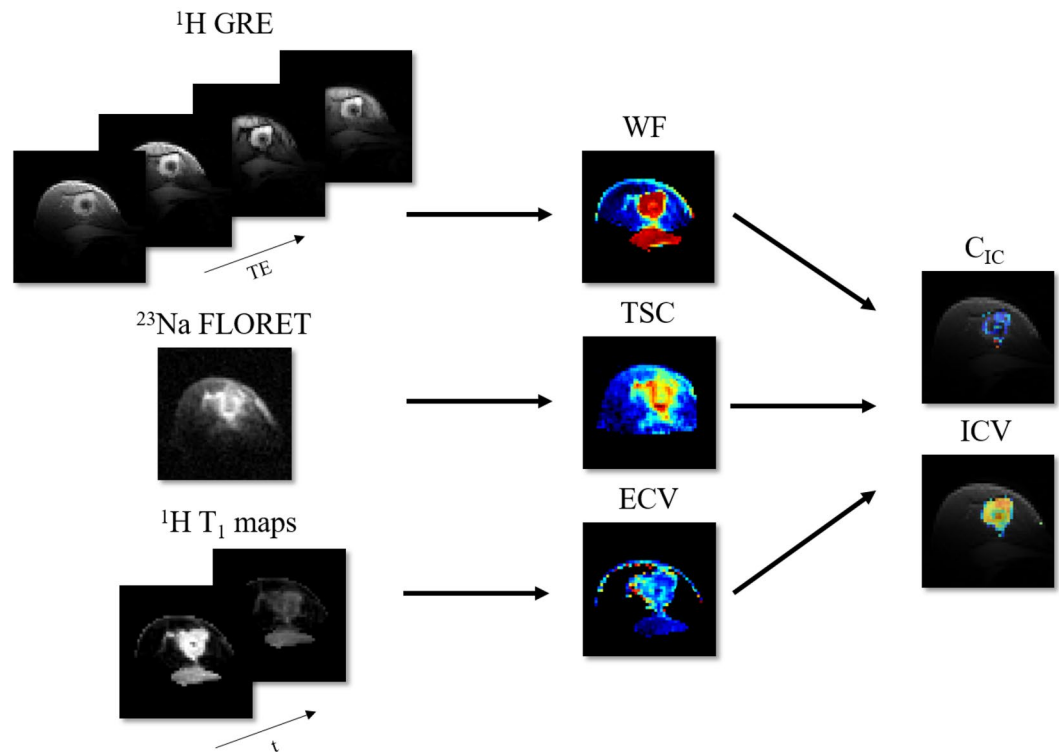 ¹H GRE
TE
WF
²³Na FLORET
TSC
C_IC
¹H T₁ maps
ECV
ICV
t